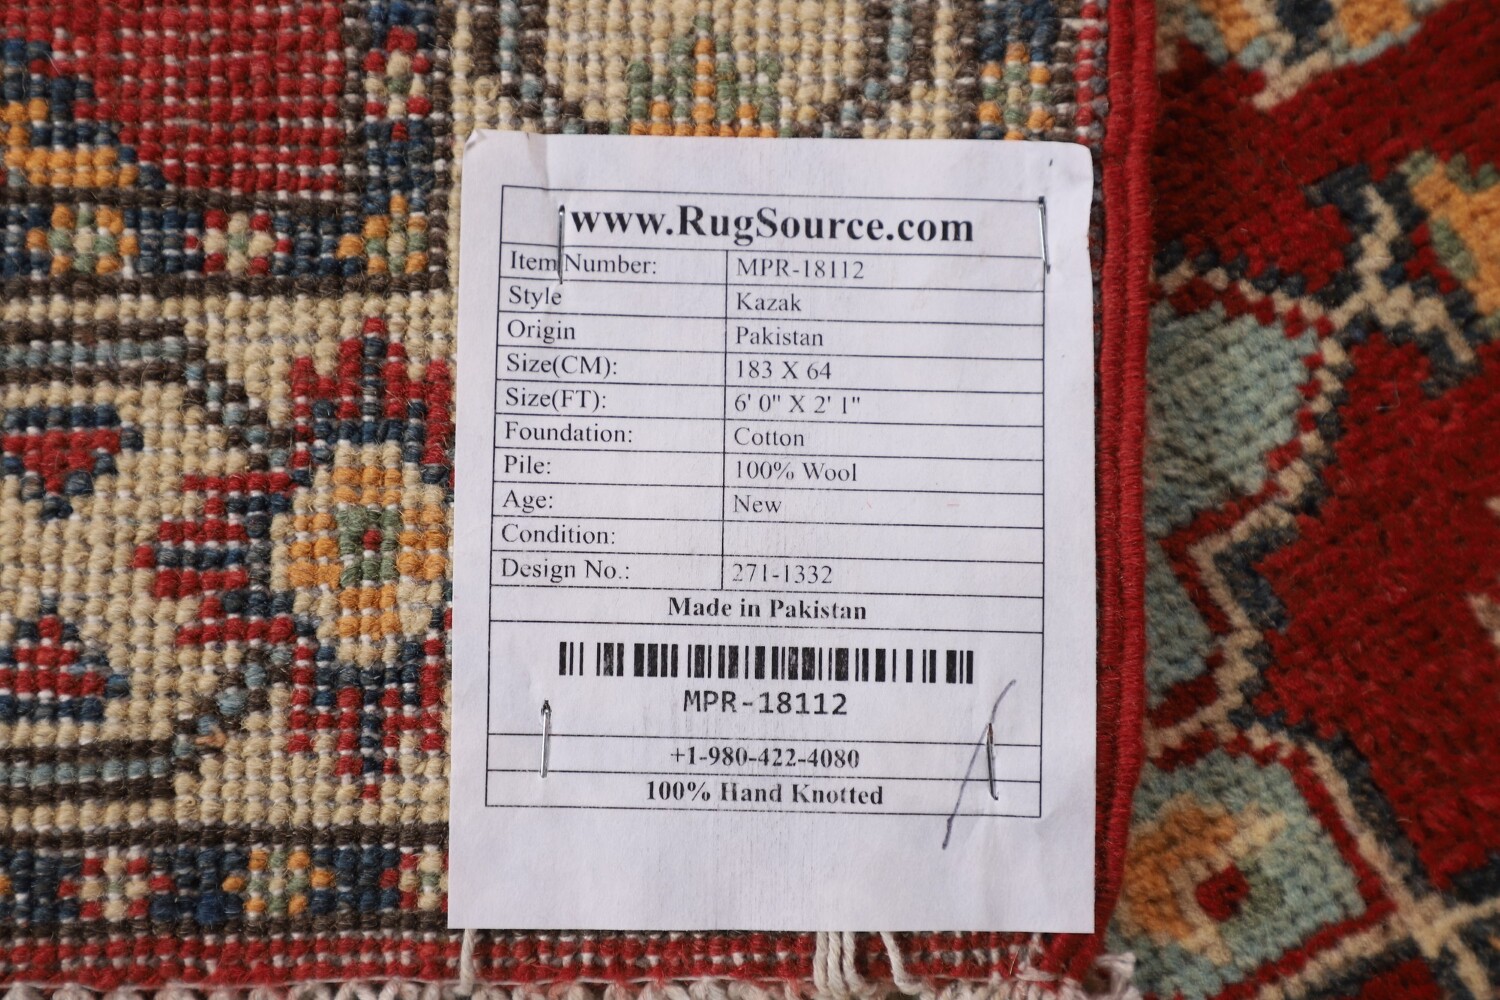 www.RugSource.com
Item Number: MPR-18112
Style Kazak
Origin Pakistan
Size(CM): 183 X 64
Size(FT): 6' 0" X 2' 1"
Foundation: Cotton
Pile: 100% Wool
Age: New
Condition:
Design No.: 271-1332
Made in Pakistan
MPR-18112
+1-980-422-4080
100% Hand Knotted